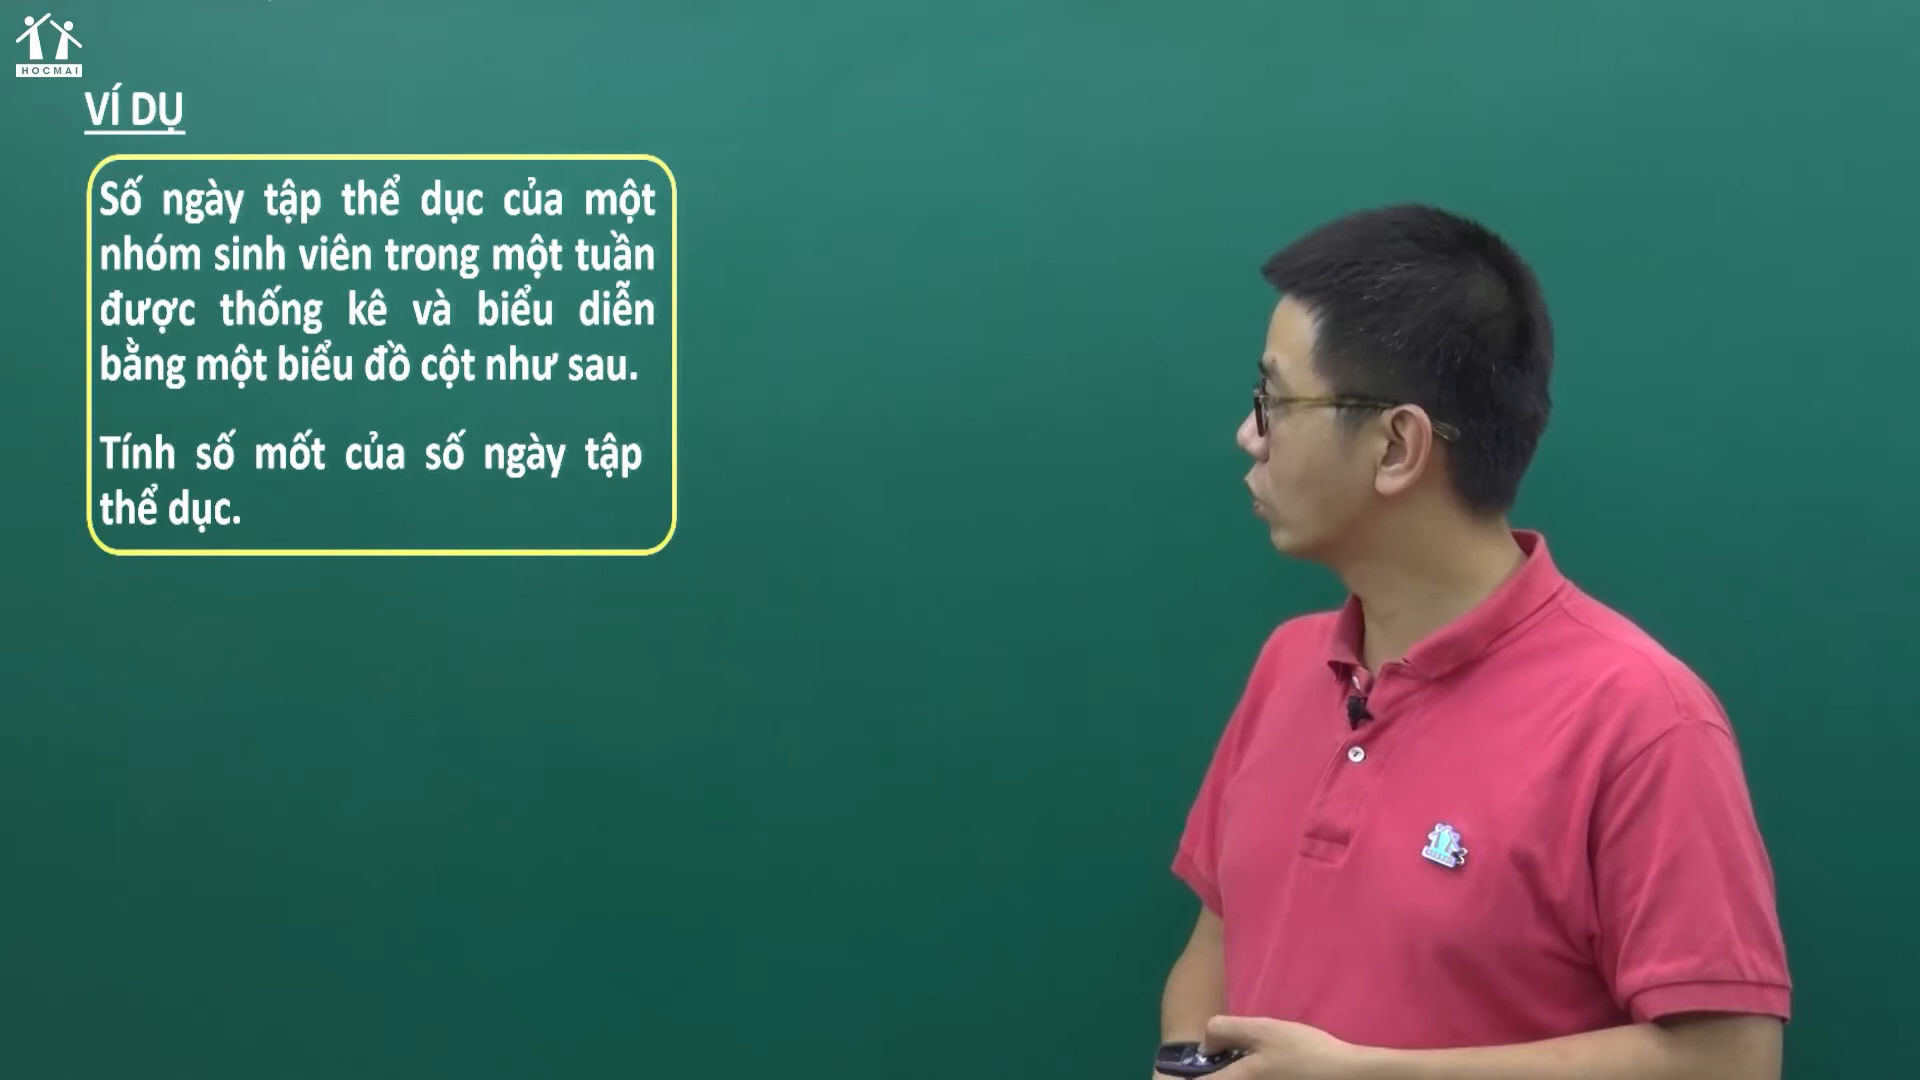 HOCMAI
VÍ DỤ
Số ngày tập thể dục của một
nhóm sinh viên trong một tuần
được thống kê và biểu diễn
bằng một biểu đồ cột như sau.
Tính số mốt của số ngày tập
thể dục.